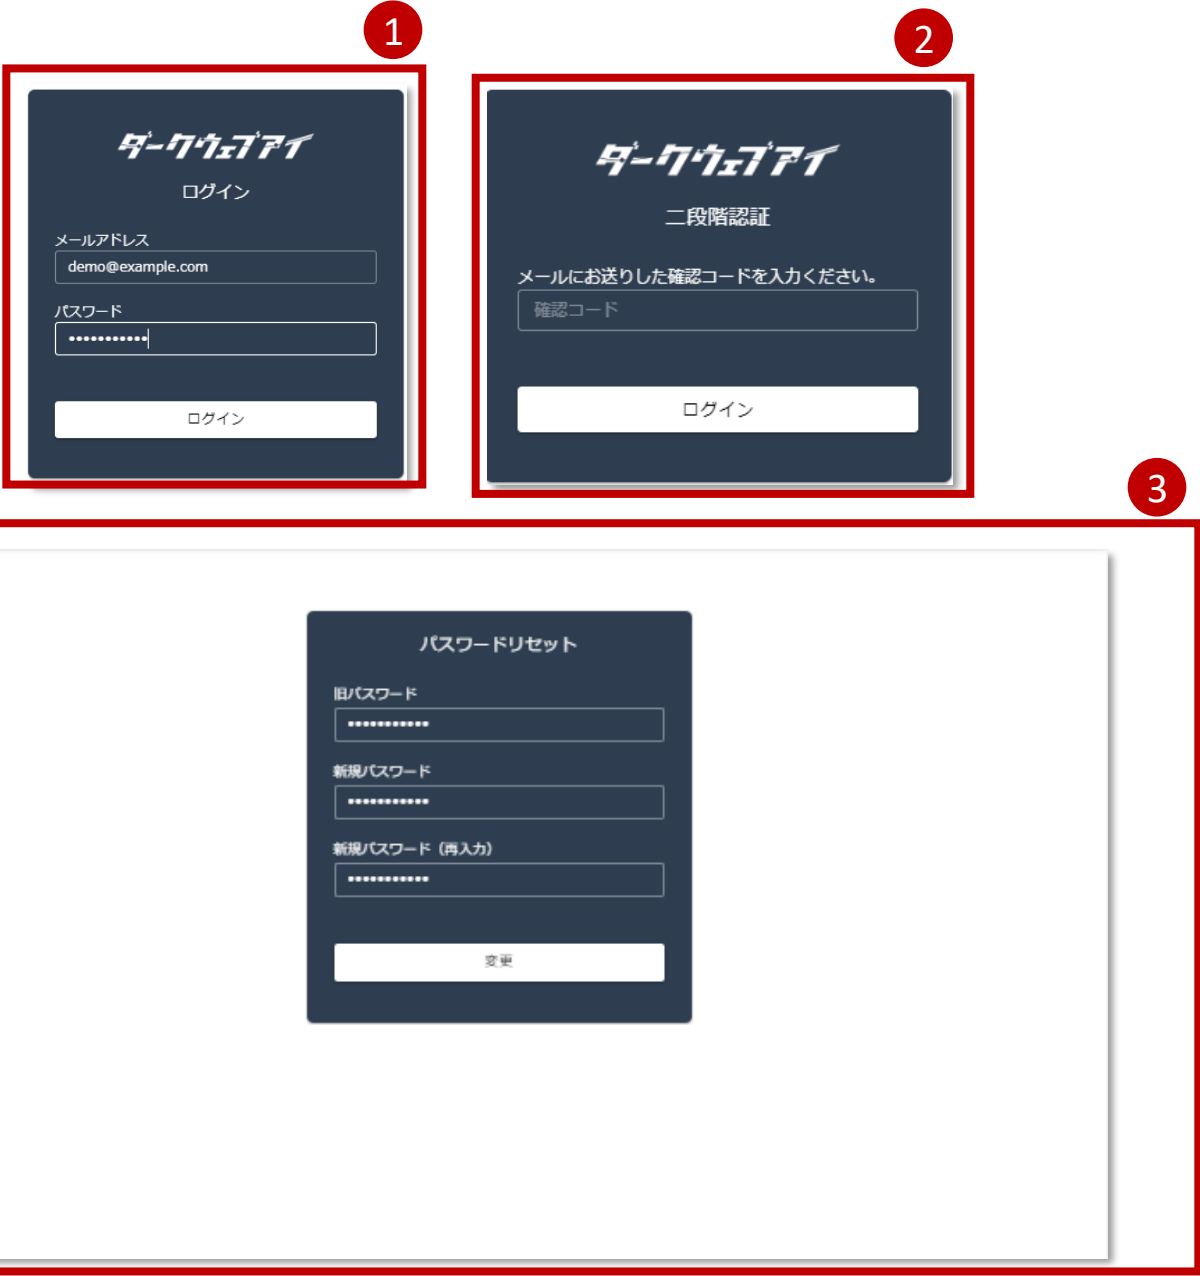 1
ダークウェブアイ
ログイン
メールアドレス
demo@example.com
パスワード
•••••••••••
ログイン
2
ダークウェブアイ
二段階認証
メールにお送りした確認コードを入力ください。
確認コード
ログイン
3
パスワードリセット
旧パスワード
•••••••••••
新規パスワード
•••••••••••
新規パスワード（再入力）
•••••••••••
変更